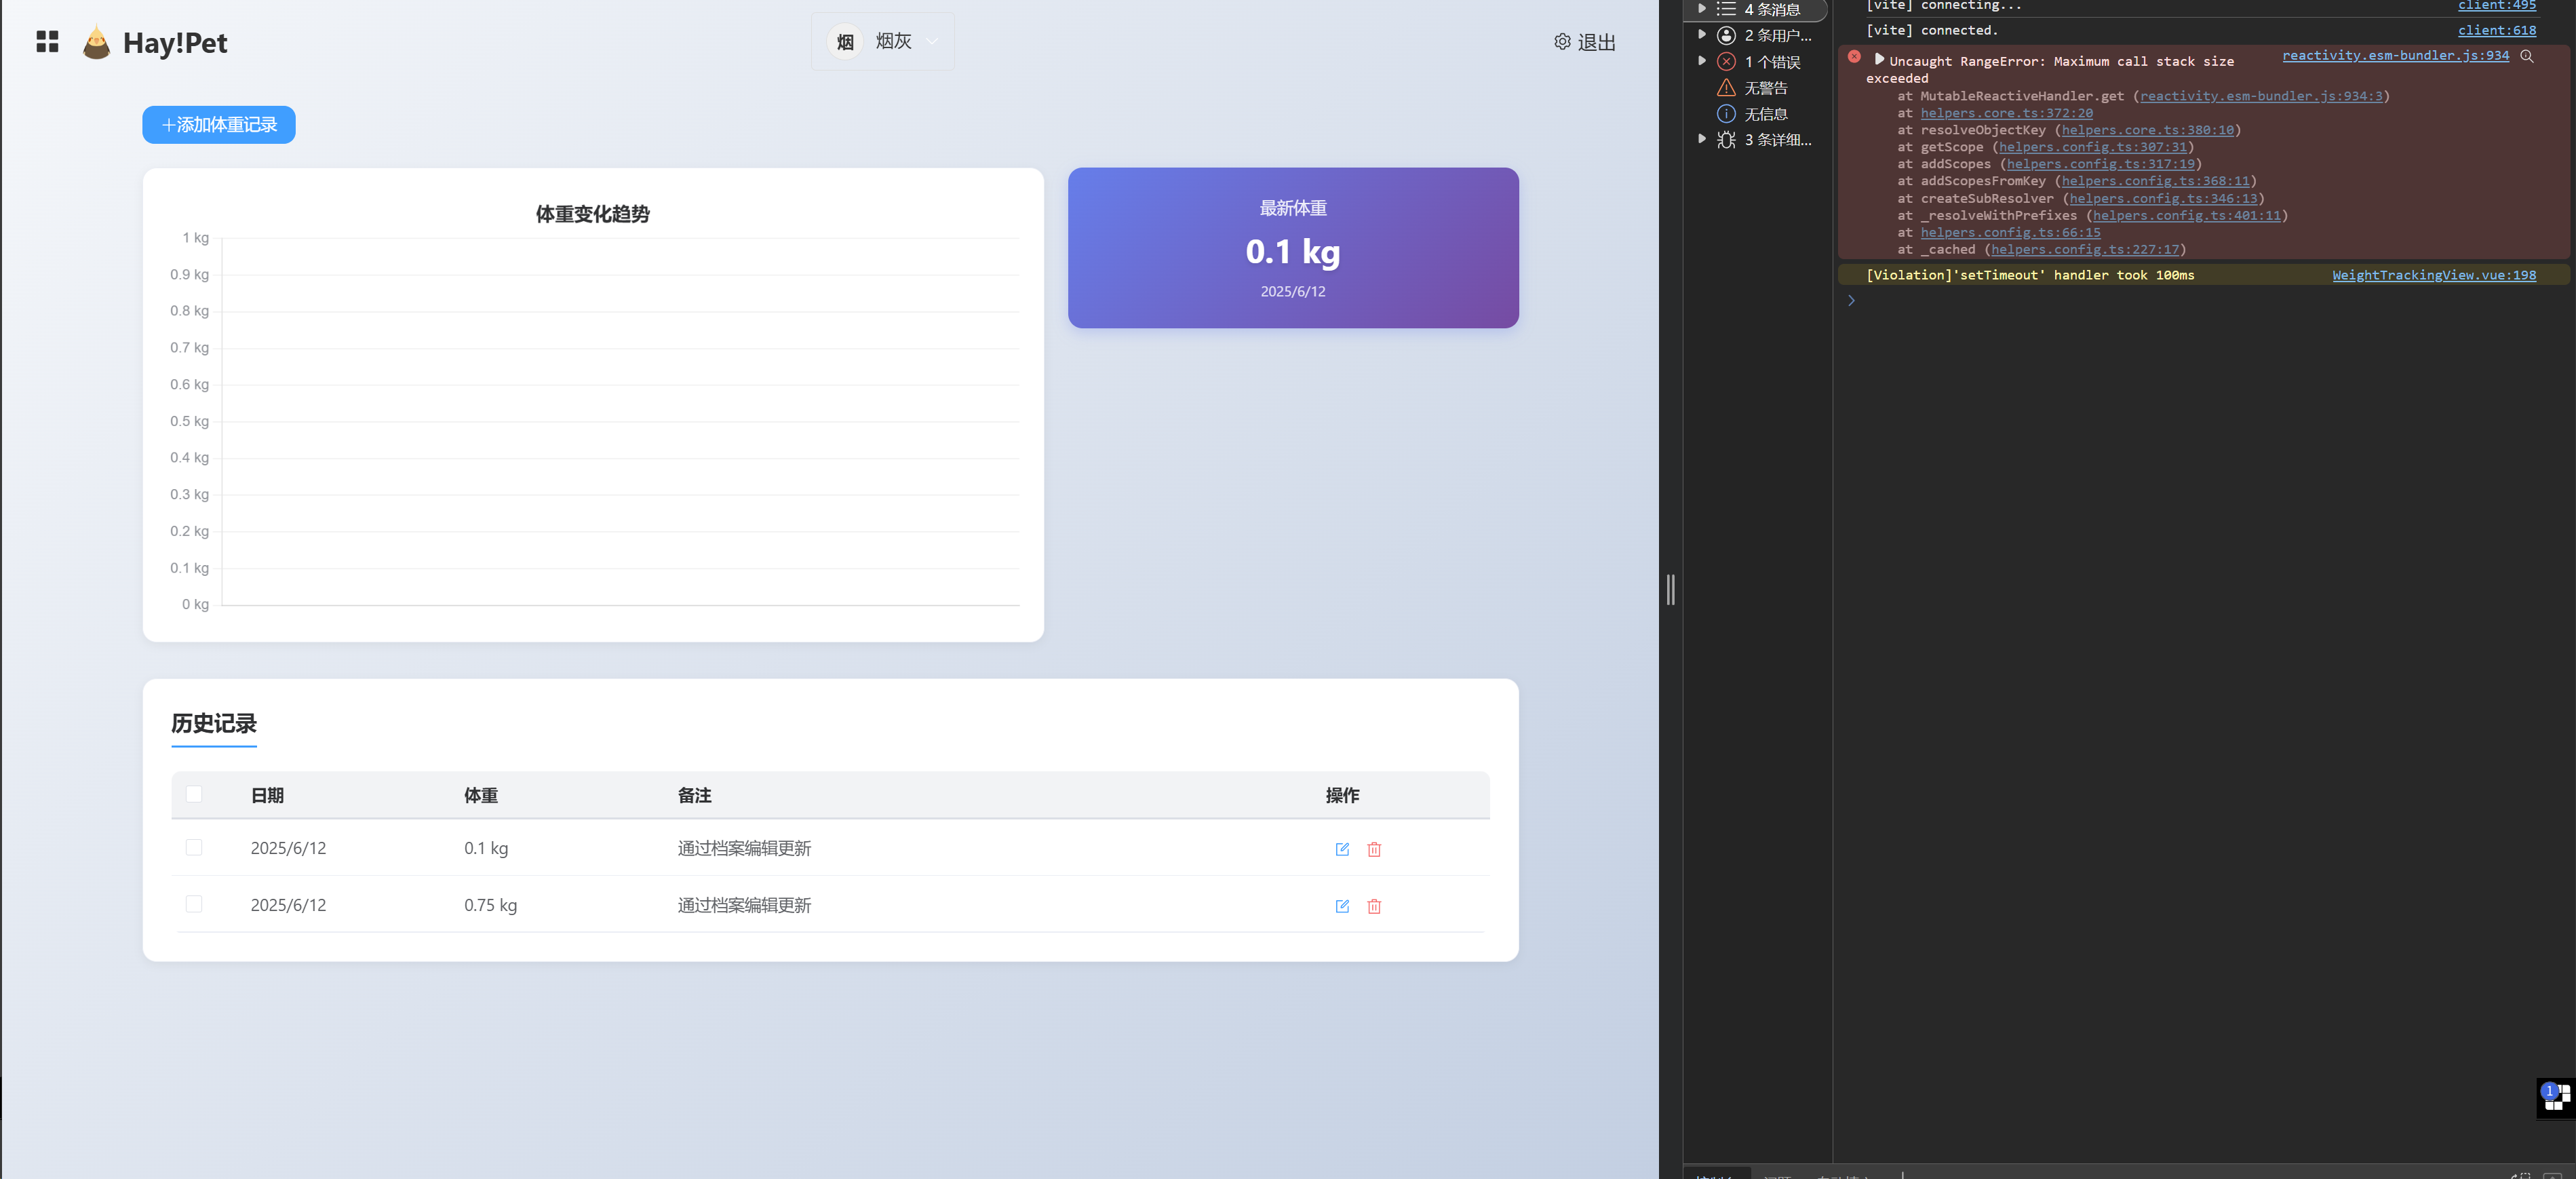 Hay!Pet
烟 烟灰
退出
+添加体重记录
体重变化趋势
1 kg
0.9 kg
0.8 kg
0.7 kg
0.6 kg
0.5 kg
0.4 kg
0.3 kg
0.2 kg
0.1 kg
0 kg
最新体重
0.1 kg
2025/6/12
历史记录
日期 体重 备注 操作
2025/6/12 0.1 kg 通过档案编辑更新
2025/6/12 0.75 kg 通过档案编辑更新
4 条消息
2 条用户...
1 个错误
无警告
无信息
3 条详细...
[vite] connecting... client:495
[vite] connected. client:618
Uncaught RangeError: Maximum call stack size reactivity.esm-bundler.js:934
exceeded
at MutableReactiveHandler.get (reactivity.esm-bundler.js:934:3)
at helpers.core.ts:372:20
at resolveObjectKey (helpers.core.ts:380:10)
at getScope (helpers.config.ts:307:31)
at addScopes (helpers.config.ts:317:19)
at addScopesFromKey (helpers.config.ts:368:11)
at createSubResolver (helpers.config.ts:346:13)
at _resolveWithPrefixes (helpers.config.ts:401:11)
at helpers.config.ts:66:15
at _cached (helpers.config.ts:227:17)
[Violation]'setTimeout' handler took 100ms WeightTrackingView.vue:198
1